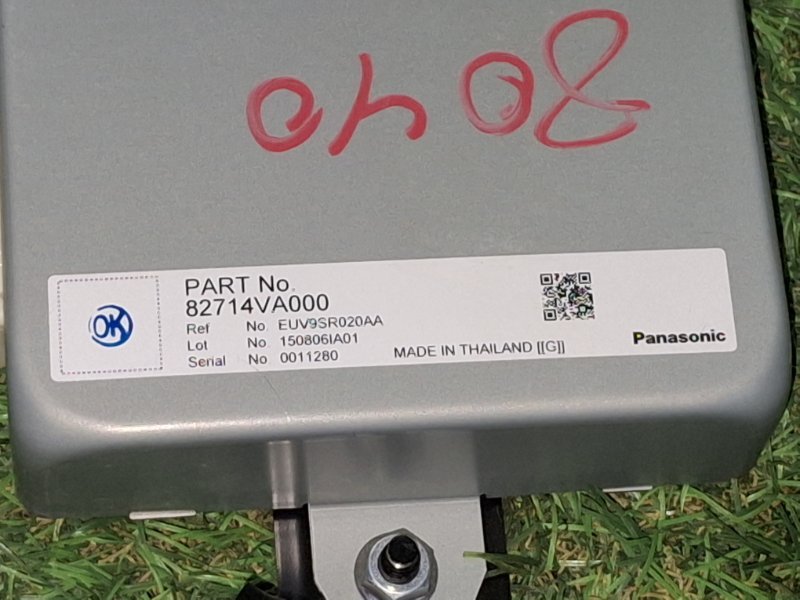 8040
OK
PART No.
82714VA000
Ref No. EUV9SR020AA
Lot No 150806IA01
Serial No 0011280
MADE IN THAILAND [[G]]
Panasonic